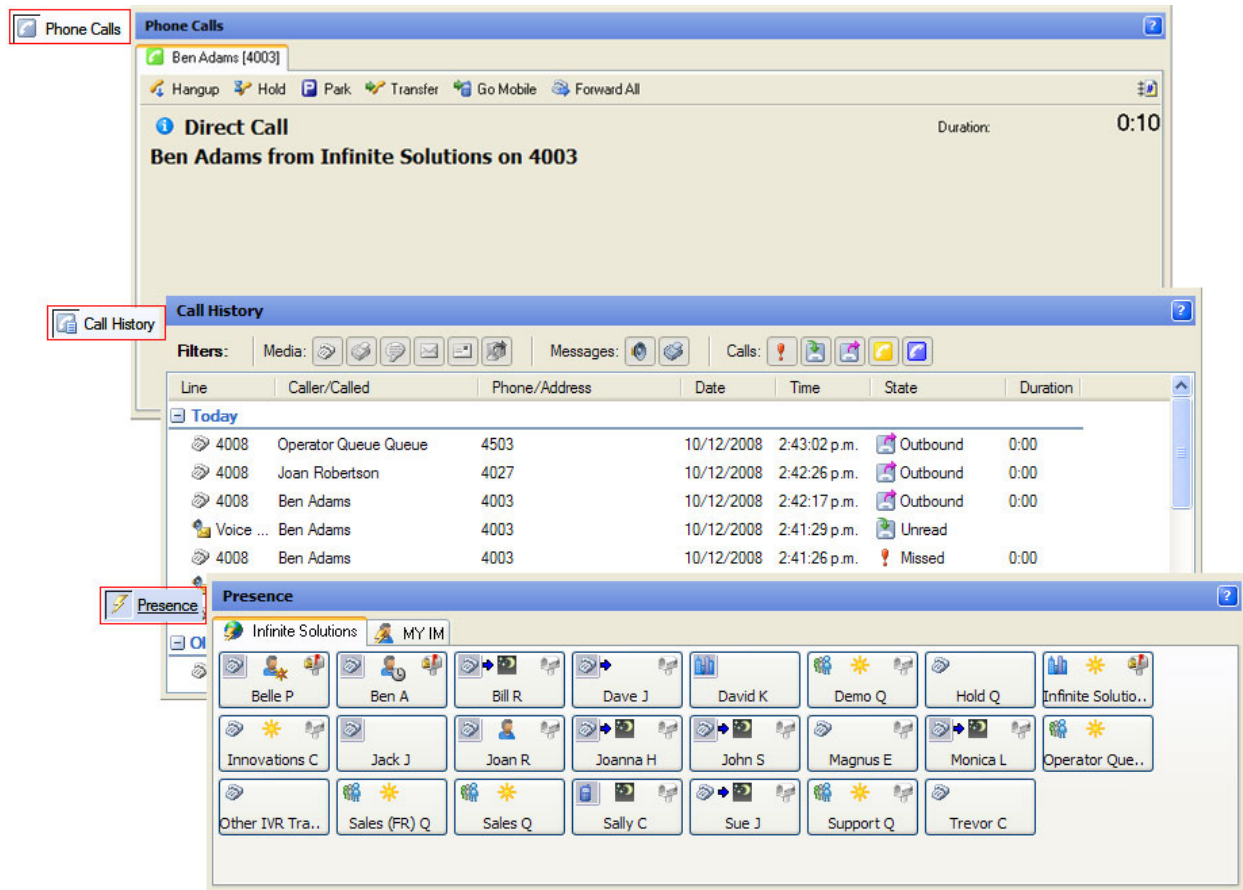 Phone Calls
Phone Calls
Ben Adams [4003]
Hangup Hold Park Transfer Go Mobile Forward All
Direct Call Duration: 0:10
Ben Adams from Infinite Solutions on 4003
Call History
Call History
Filters: Media: Messages: Calls:
Line Caller/Called Phone/Address Date Time State Duration
Today
4008 Operator Queue Queue 4503 10/12/2008 2:43:02 p.m. Outbound 0:00
4008 Joan Robertson 4027 10/12/2008 2:42:26 p.m. Outbound 0:00
4008 Ben Adams 4003 10/12/2008 2:42:17 p.m. Outbound 0:00
Voice ... Ben Adams 4003 10/12/2008 2:41:29 p.m. Unread
4008 Ben Adams 4003 10/12/2008 2:41:26 p.m. Missed 0:00
Presence
Presence
Infinite Solutions MY IM
Belle P Ben A Bill R Dave J David K Demo Q Hold Q Infinite Solutio..
Innovations C Jack J Joan R Joanna H John S Magnus E Monica L Operator Que..
Other IVR Tra.. Sales (FR) Q Sales Q Sally C Sue J Support Q Trevor C